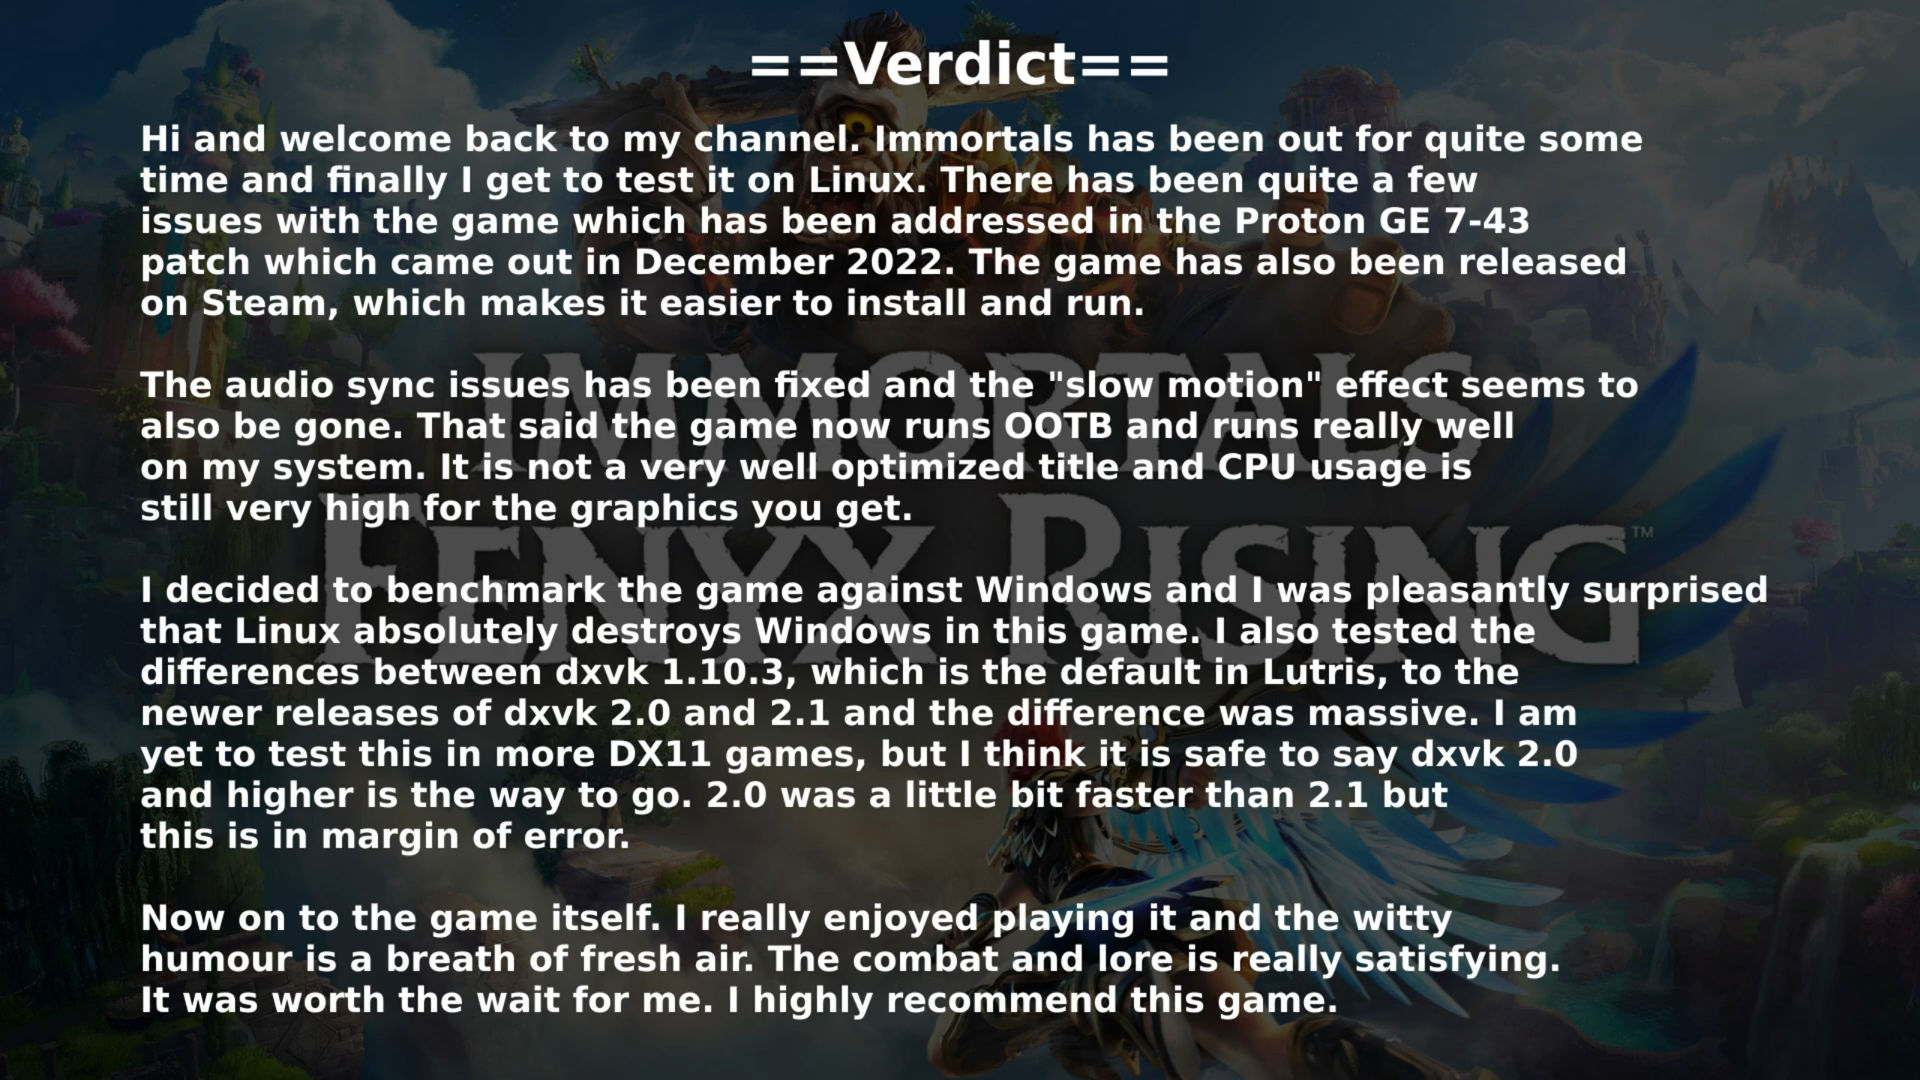 ==Verdict==
Hi and welcome back to my channel. Immortals has been out for quite some
time and finally I get to test it on Linux. There has been quite a few
issues with the game which has been addressed in the Proton GE 7-43
patch which came out in December 2022. The game has also been released
on Steam, which makes it easier to install and run.
The audio sync issues has been fixed and the "slow motion" effect seems to
also be gone. That said the game now runs OOTB and runs really well
on my system. It is not a very well optimized title and CPU usage is
still very high for the graphics you get.
I decided to benchmark the game against Windows and I was pleasantly surprised
that Linux absolutely destroys Windows in this game. I also tested the
differences between dxvk 1.10.3, which is the default in Lutris, to the
newer releases of dxvk 2.0 and 2.1 and the difference was massive. I am
yet to test this in more DX11 games, but I think it is safe to say dxvk 2.0
and higher is the way to go. 2.0 was a little bit faster than 2.1 but
this is in margin of error.
Now on to the game itself. I really enjoyed playing it and the witty
humour is a breath of fresh air. The combat and lore is really satisfying.
It was worth the wait for me. I highly recommend this game.
IMMORTALS
FENYX RISING™